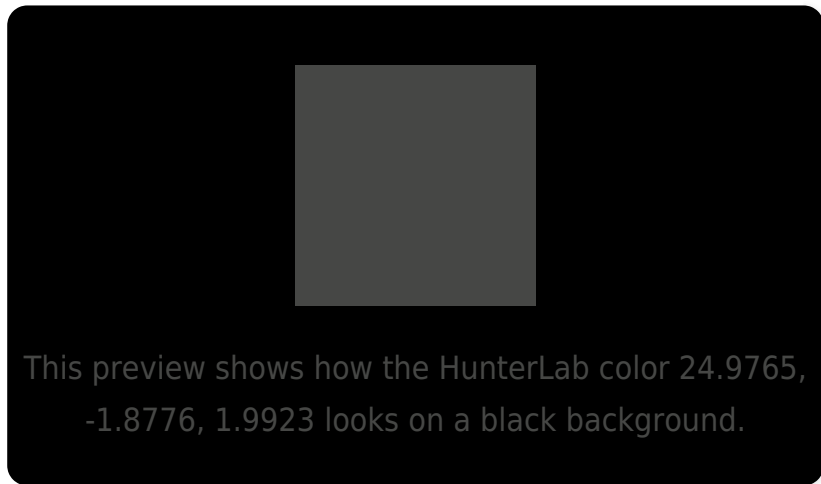 This preview shows how the HunterLab color 24.9765,
-1.8776, 1.9923 looks on a black background.